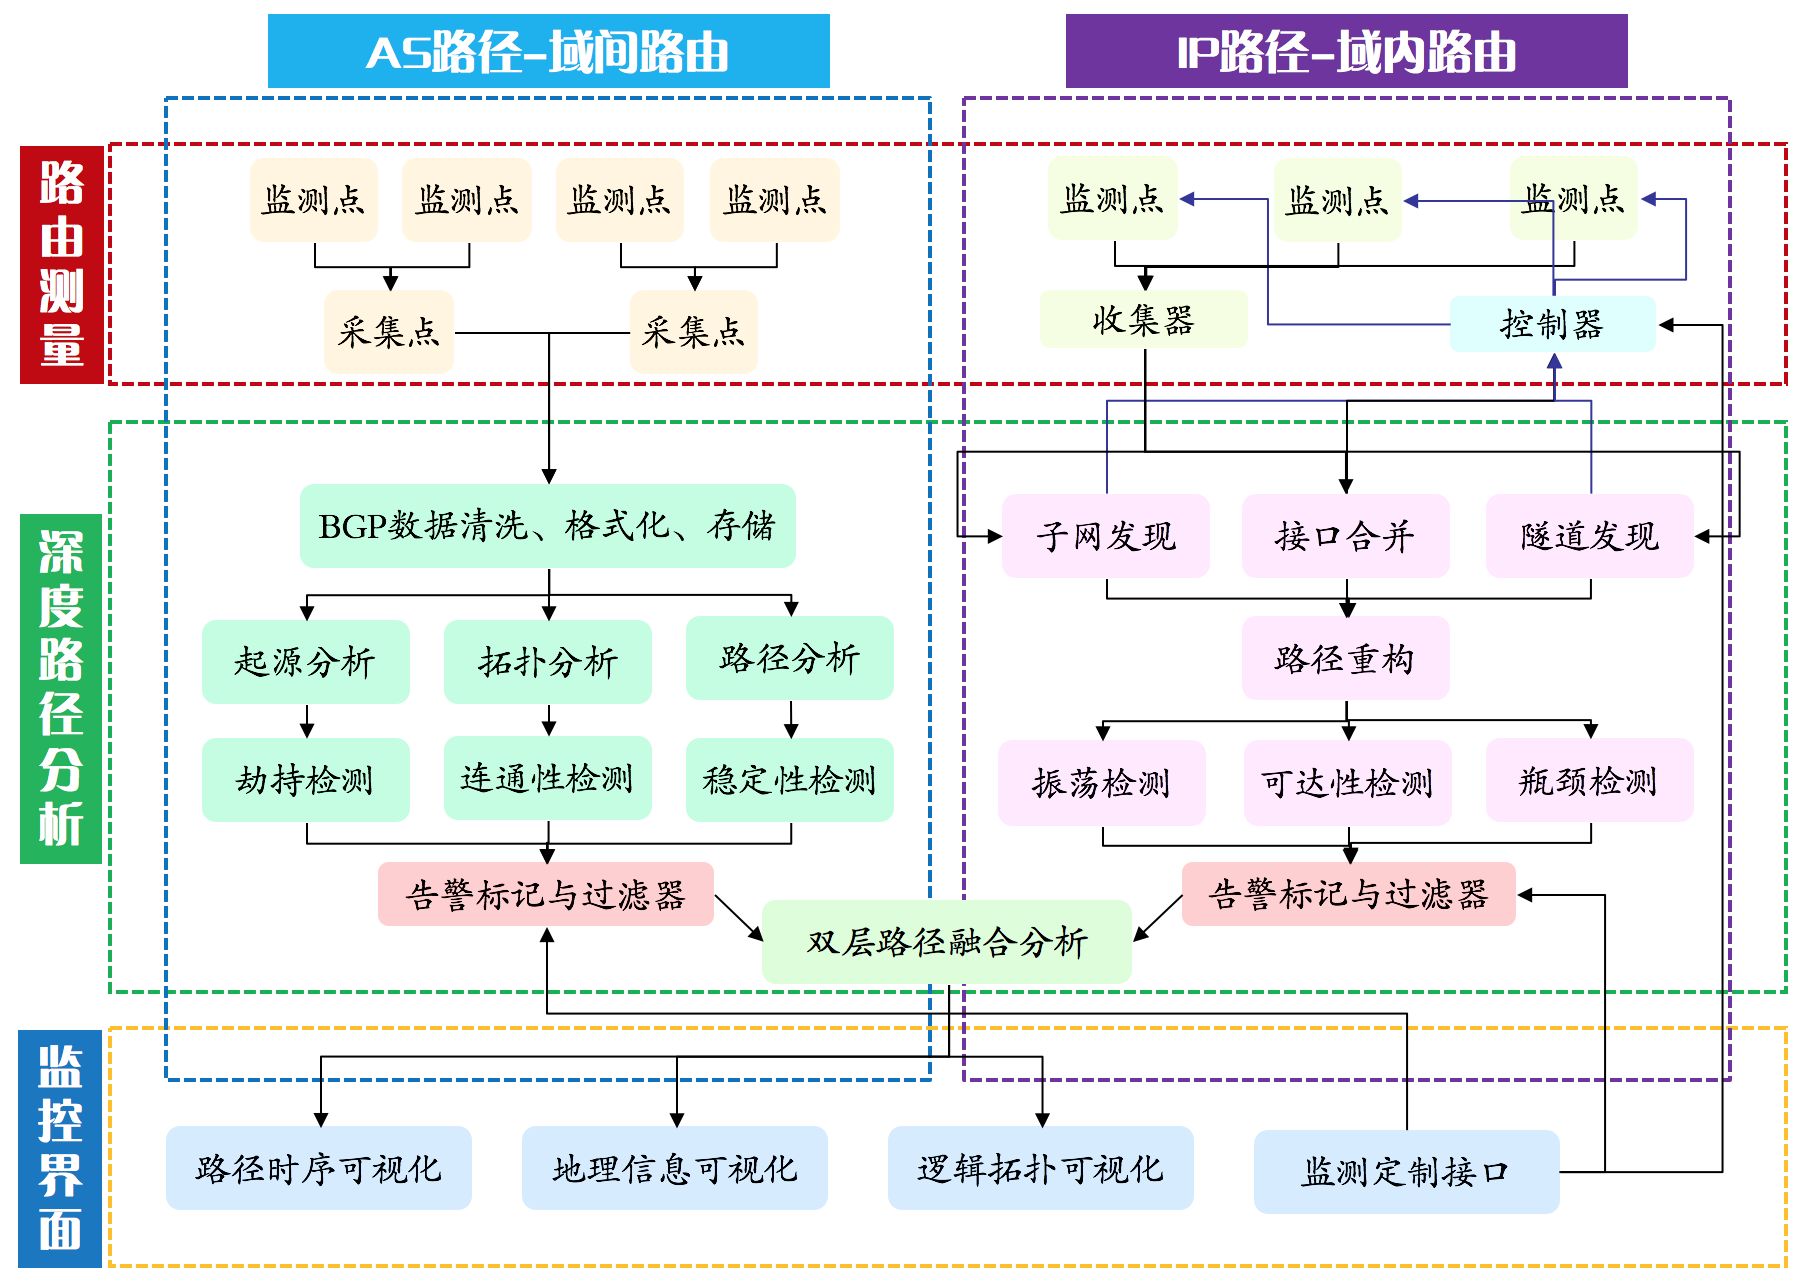 AS路径-域间路由
IP路径-域内路由
路由测量
监测点
监测点
监测点
监测点
监测点
监测点
监测点
采集点
采集点
收集器
控制器
深度路径分析
BGP数据清洗、格式化、存储
子网发现
接口合并
隧道发现
起源分析
拓扑分析
路径分析
路径重构
劫持检测
连通性检测
稳定性检测
振荡检测
可达性检测
瓶颈检测
告警标记与过滤器
告警标记与过滤器
双层路径融合分析
监控界面
路径时序可视化
地理信息可视化
逻辑拓扑可视化
监测定制接口